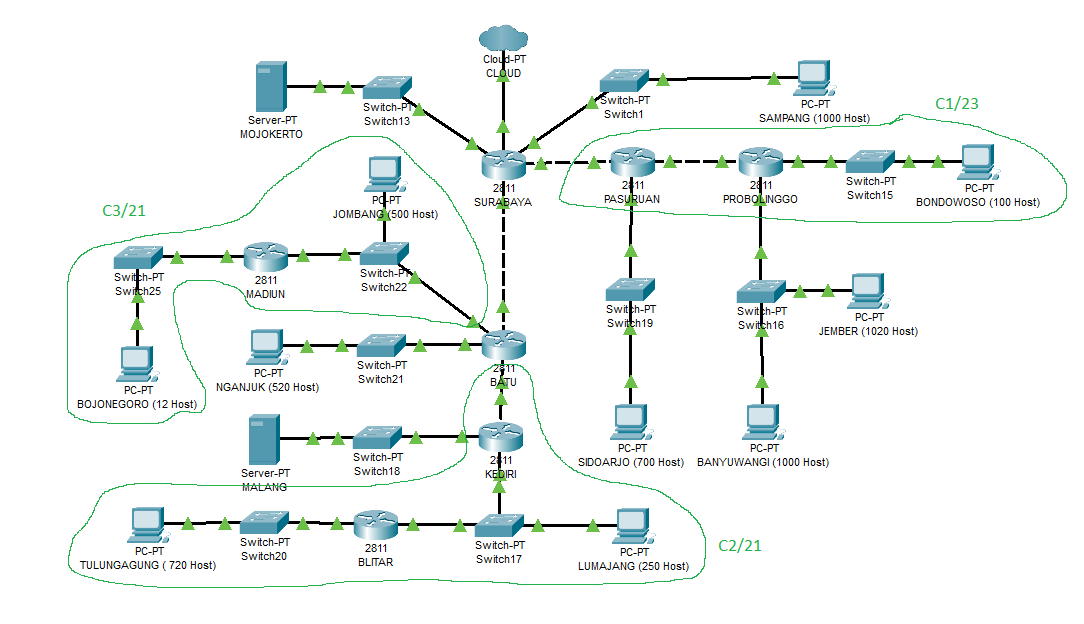 Cloud-PT
CLOUD
Server-PT
MOJOKERTO
Switch-PT
Switch13
Switch-PT
Switch1
PC-PT
SAMPANG (1000 Host)
C1/23
2811
SURABAYA
2811
PASURUAN
2811
PROBOLINGGO
Switch-PT
Switch15
PC-PT
BONDOWOSO (100 Host)
C3/21
PC-PT
JOMBANG (500 Host)
Switch-PT
Switch25
2811
MADIUN
Switch-PT
Switch22
Switch-PT
Switch19
Switch-PT
Switch16
PC-PT
JEMBER (1020 Host)
PC-PT
BOJONEGORO (12 Host)
PC-PT
NGANJUK (520 Host)
Switch-PT
Switch21
2811
BATU
Server-PT
MALANG
Switch-PT
Switch18
2811
KEDIRI
PC-PT
SIDOARJO (700 Host)
PC-PT
BANYUWANGI (1000 Host)
PC-PT
TULUNGAGUNG ( 720 Host)
Switch-PT
Switch20
2811
BLITAR
Switch-PT
Switch17
PC-PT
LUMAJANG (250 Host)
C2/21